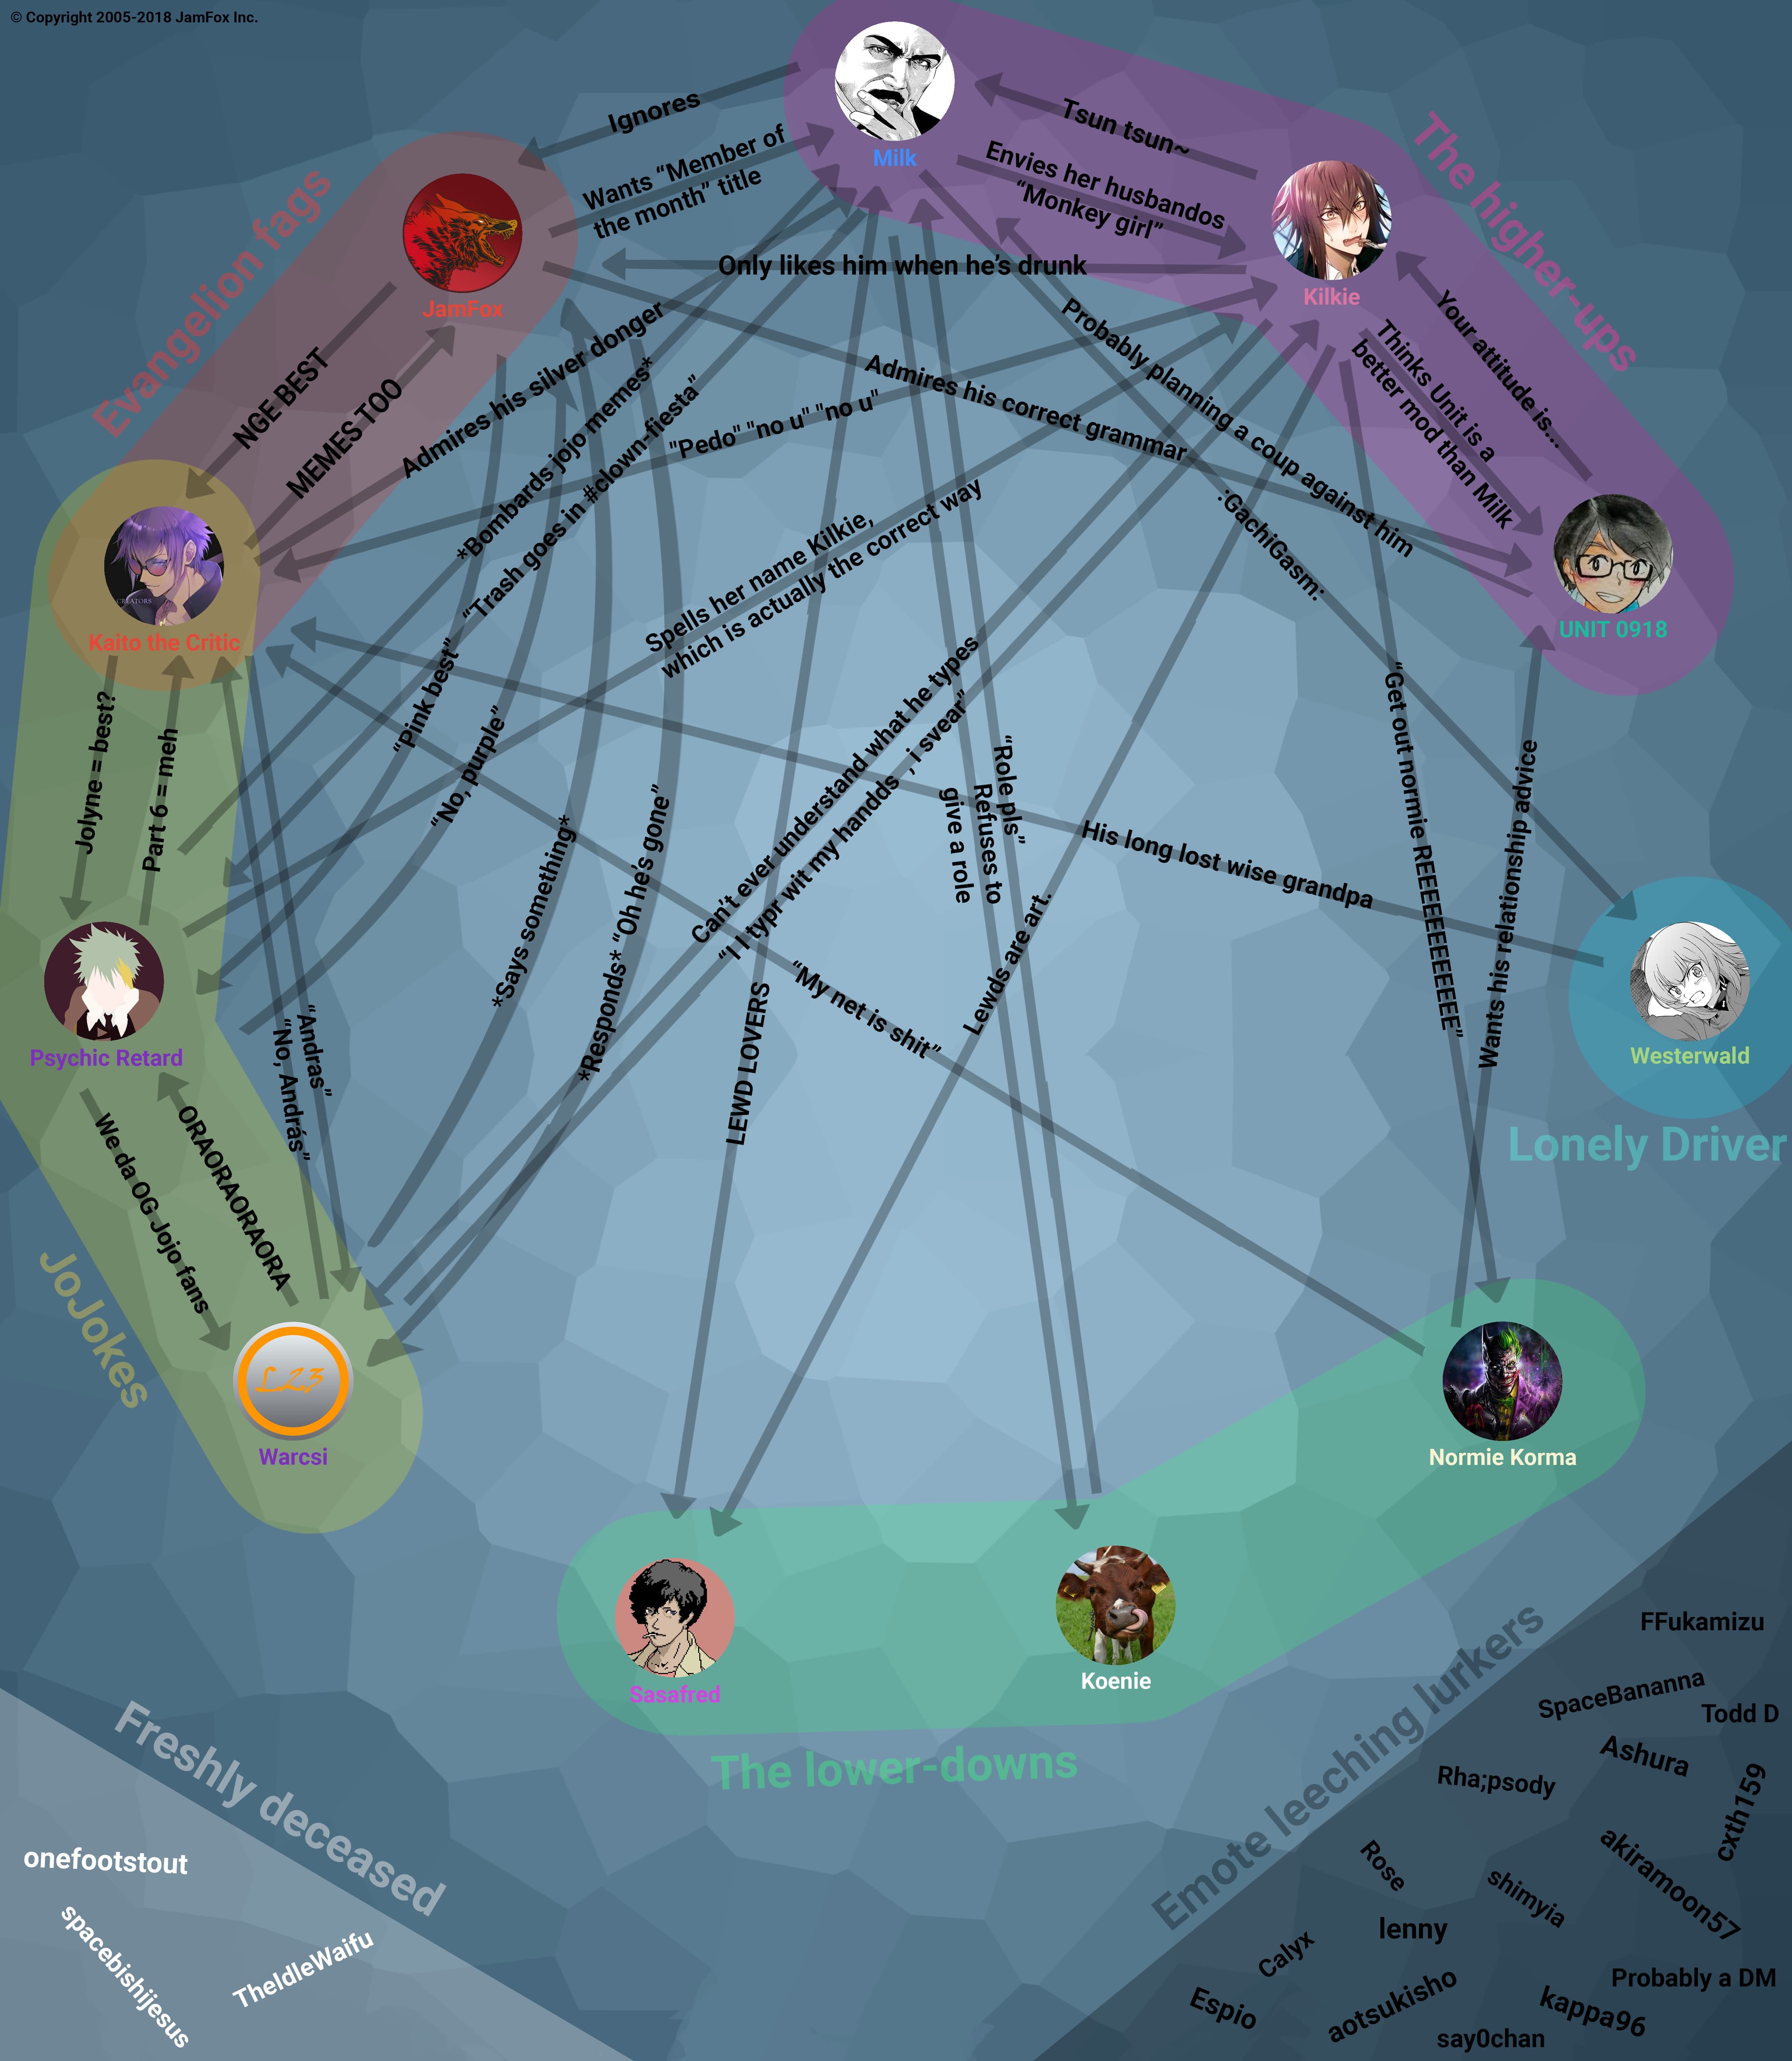 © Copyright 2005-2018 JamFox Inc.
Milk
Ignores
Tsun tsun~
Wants “Member of
the month” title
Envies her husbandos
“Monkey girl”
The higher-ups
Evangelion fags
JamFox
Kilkie
Only likes him when he’s drunk
NGE BEST
MEMES TOO
Admires his silver donger
*Bombards jojo memes*
“Trash goes in #clown-fiesta”
"Pedo" "no u" "no u"
Admires his correct grammar
Probably planning a coup against him
:GachiGasm:
Your attitude is...
Thinks Unit is a
better mod than Milk
Spells her name Kilkie,
which is actually the correct way
CREATORS
Kaito the Critic
UNIT 0918
Jolyne = best?
Part 6 = meh
“Pink best”
“No, purple”
*Says something*
*Responds* “Oh he’s gone”
Can’t ever understand what he types
“I I typr wit my handds , i svear”
“Role pls”
Refuses to
give a role
His long lost wise grandpa
“Get out normie REEEEEEEEEE”
Wants his relationship advice
“My net is shit”
Lewds are art.
LEWD LOVERS
Psychic Retard
“Andras”
“No, András”
Westerwald
Lonely Driver
We da OG Jojo fans
ORAORAORAORA
JoJokes
L23
Warcsi
Normie Korma
Sasafred
Koenie
The lower-downs
Freshly deceased
onefootstout
spacebishijesus
TheIdleWaifu
Emote leeching lurkers
FFukamizu
SpaceBananna
Todd D
Ashura
Rha;psody
cxth159
akiramoon57
Rose
shimyia
lenny
Calyx
Probably a DM
Espio
aotsukisho
kappa96
say0chan